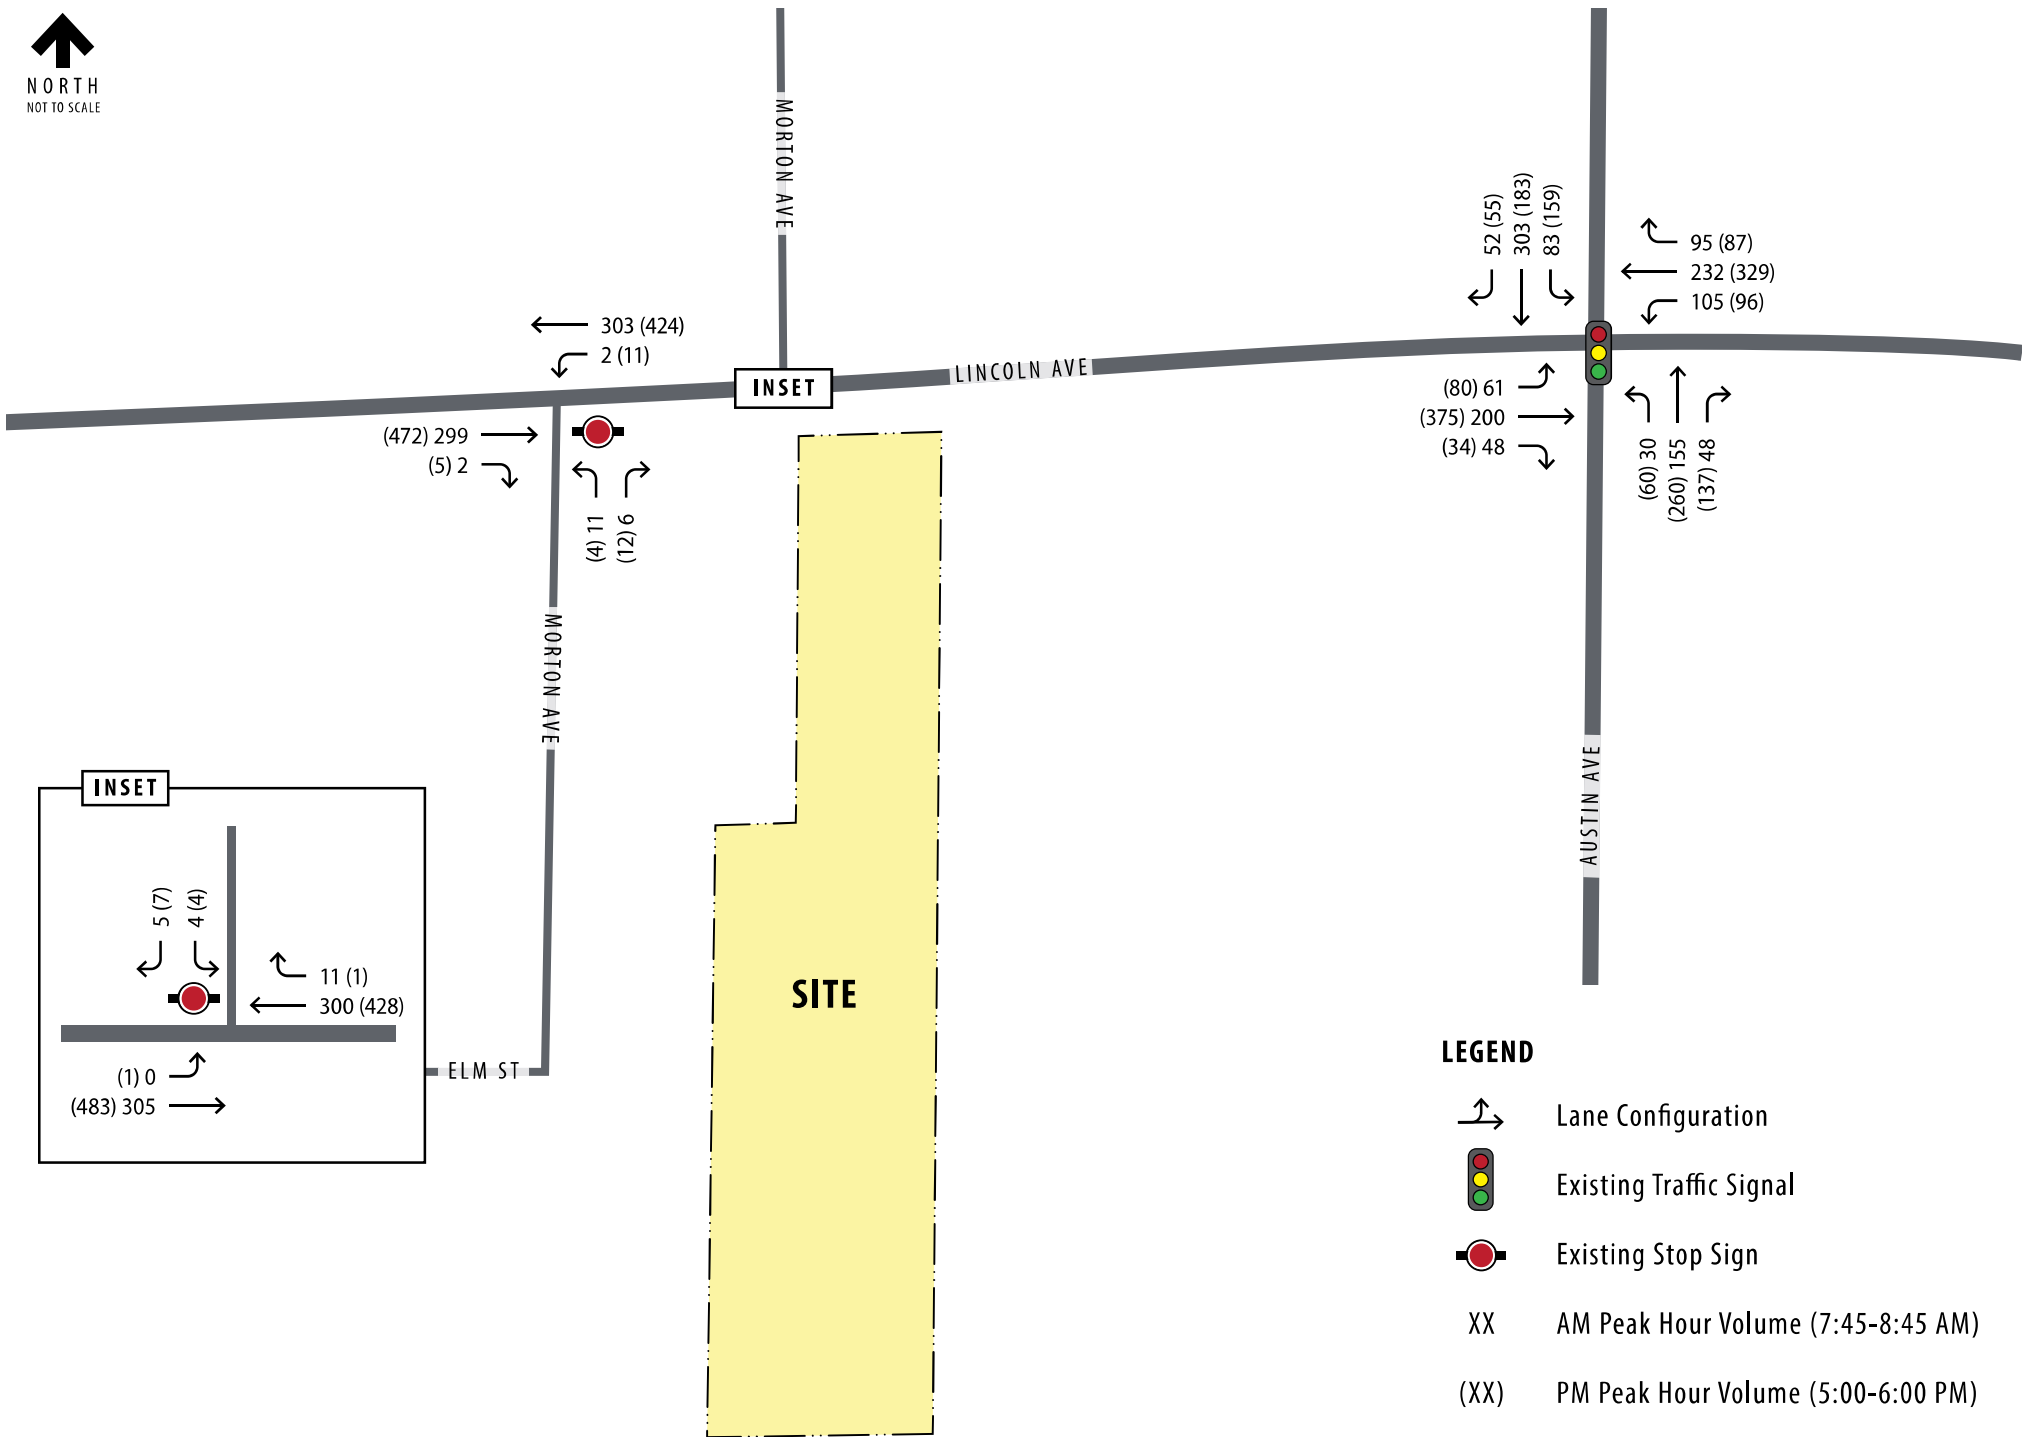 NORTH
NOT TO SCALE
MORTON AVE
52 (55)
303 (183)
83 (159)
95 (87)
232 (329)
105 (96)
303 (424)
2 (11)
INSET
LINCOLN AVE
(80) 61
(375) 200
(34) 48
(60) 30
(260) 155
(137) 48
(472) 299
(5) 2
(4) 11
(12) 6
MORTON AVE
AUSTIN AVE
INSET
5 (7)
4 (4)
11 (1)
300 (428)
(1) 0
(483) 305
ELM ST
SITE
LEGEND
Lane Configuration
Existing Traffic Signal
Existing Stop Sign
XX AM Peak Hour Volume (7:45-8:45 AM)
(XX) PM Peak Hour Volume (5:00-6:00 PM)